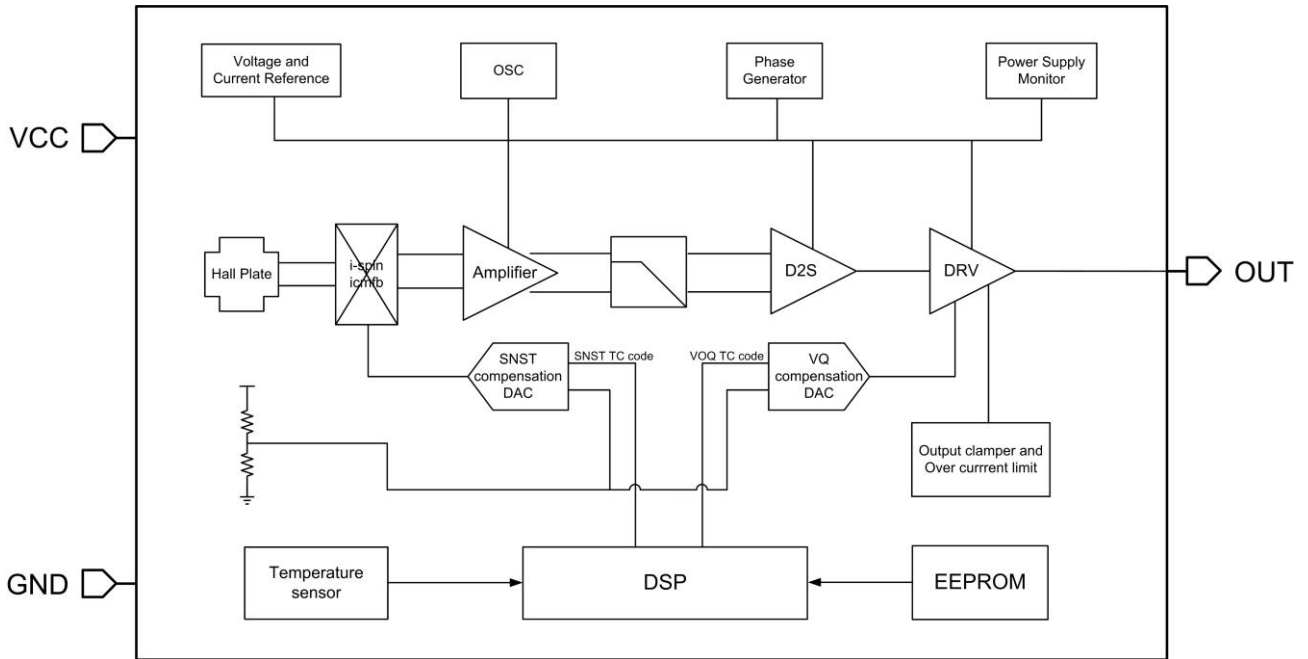 Voltage and
Current Reference
OSC
Phase
Generator
Power Supply
Monitor
VCC
Hall Plate
i-spin
icmfb
Amplifier
D2S
DRV
OUT
SNST
compensation
DAC
SNST TC code
VOQ TC code
VQ
compensation
DAC
Output clamper and
Over currrent limit
GND
Temperature
sensor
DSP
EEPROM